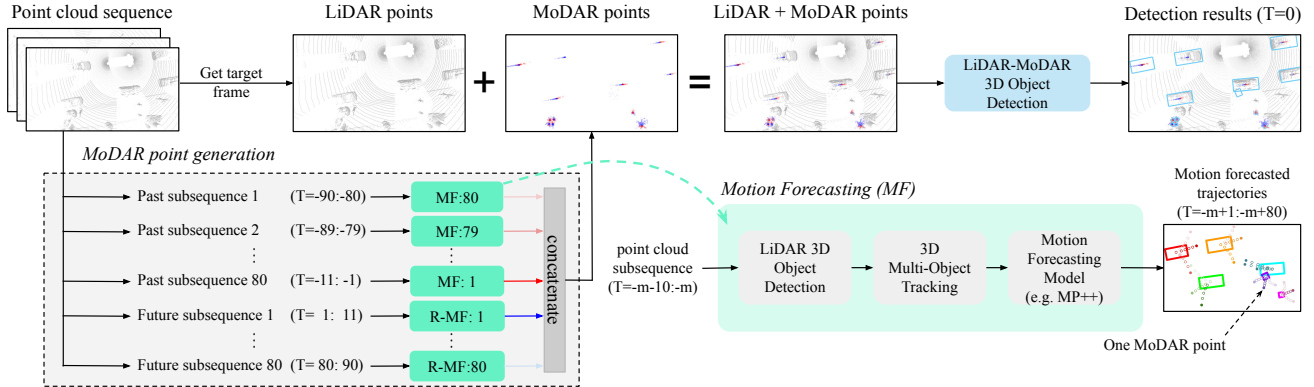 Point cloud sequence
LiDAR points
MoDAR points
LiDAR + MoDAR points
Detection results (T=0)
Get target
frame
+
=
LiDAR-MoDAR
3D Object
Detection
MoDAR point generation
Past subsequence 1 (T=-90:-80) MF:80
Past subsequence 2 (T=-89:-79) MF:79
⋮ ⋮
Past subsequence 80 (T=-11: -1) MF: 1
Future subsequence 1 (T= 1: 11) R-MF: 1
⋮ ⋮
Future subsequence 80 (T= 80: 90) R-MF:80
concatenate
Motion Forecasting (MF)
point cloud
subsequence
(T=-m-10:-m)
LiDAR 3D
Object
Detection
3D
Multi-Object
Tracking
Motion
Forecasting
Model
(e.g. MP++)
Motion forecasted
trajectories
(T=-m+1:-m+80)
One MoDAR point